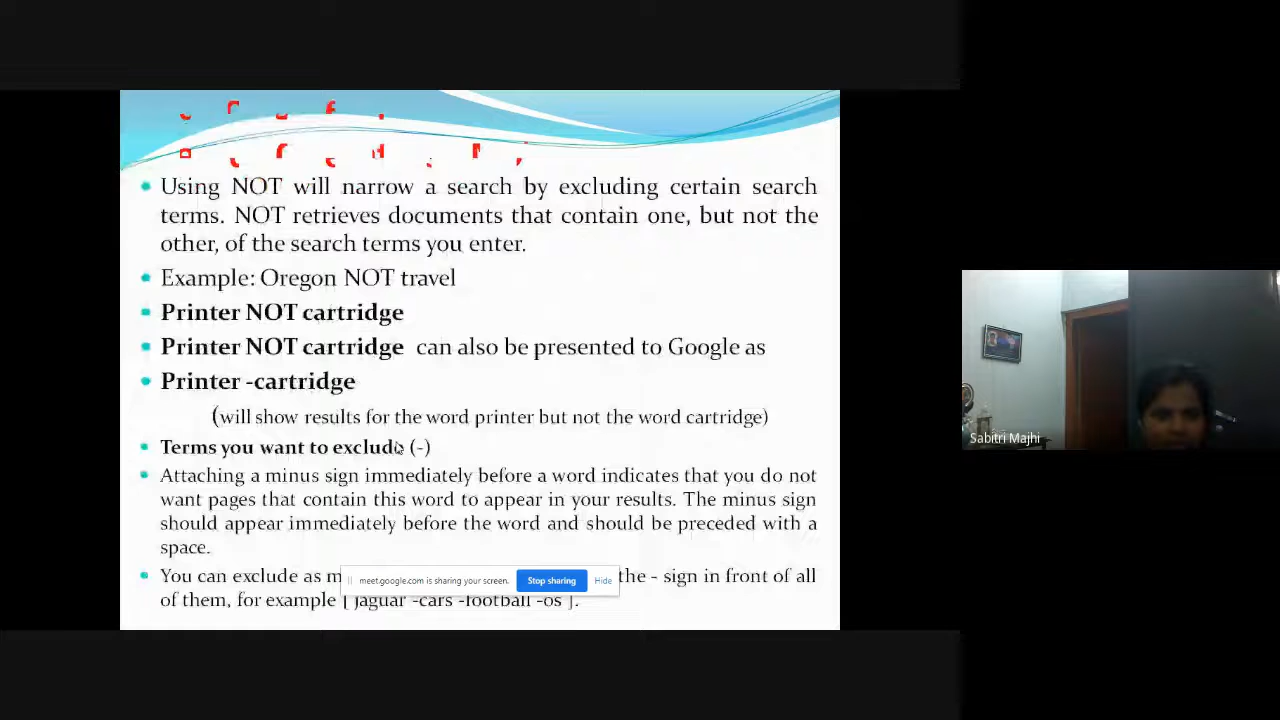 Using NOT will narrow a search by excluding certain search
terms. NOT retrieves documents that contain one, but not the
other, of the search terms you enter.
Example: Oregon NOT travel
Printer NOT cartridge
Printer NOT cartridge can also be presented to Google as
Printer -cartridge
(will show results for the word printer but not the word cartridge)
Terms you want to exclude (-)
Attaching a minus sign immediately before a word indicates that you do not
want pages that contain this word to appear in your results. The minus sign
should appear immediately before the word and should be preceded with a
space.
You can exclude as the - sign in front of all
meet.google.com is sharing your screen. Stop sharing Hide
of them, for example [ jaguar -cars -football -os ].
Sabitri Majhi